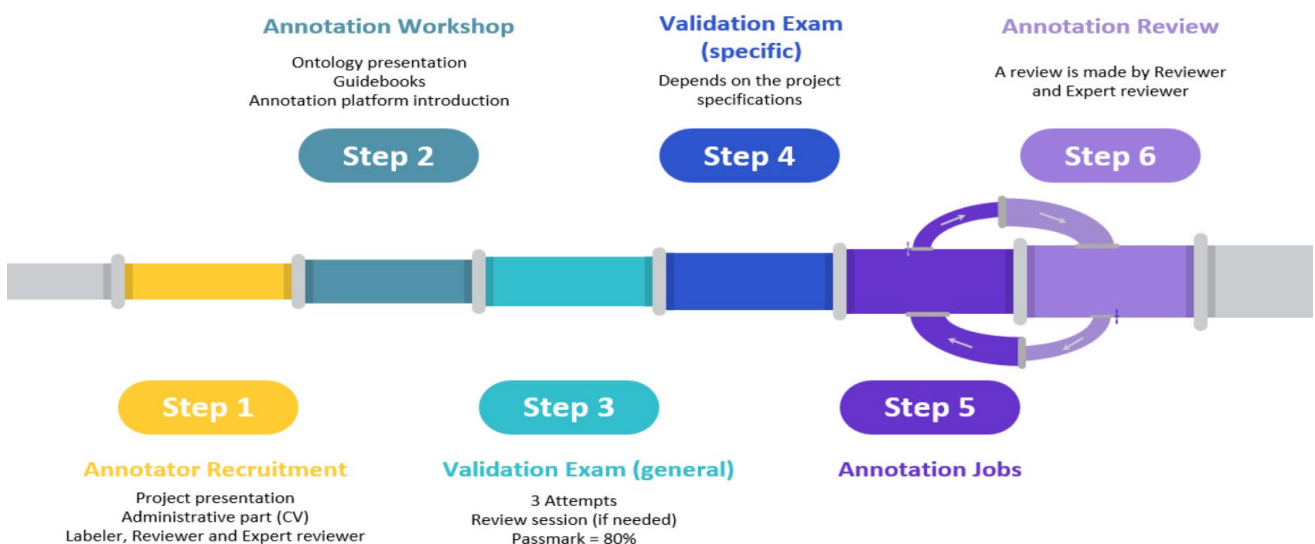 Annotation Workshop
Ontology presentation
Guidebooks
Annotation platform introduction
Step 2
Validation Exam
(specific)
Depends on the project
specifications
Step 4
Annotation Review
A review is made by Reviewer
and Expert reviewer
Step 6
Step 1
Annotator Recruitment
Project presentation
Administrative part (CV)
Labeler, Reviewer and Expert reviewer
Step 3
Validation Exam (general)
3 Attempts
Review session (if needed)
Passmark = 80%
Step 5
Annotation Jobs